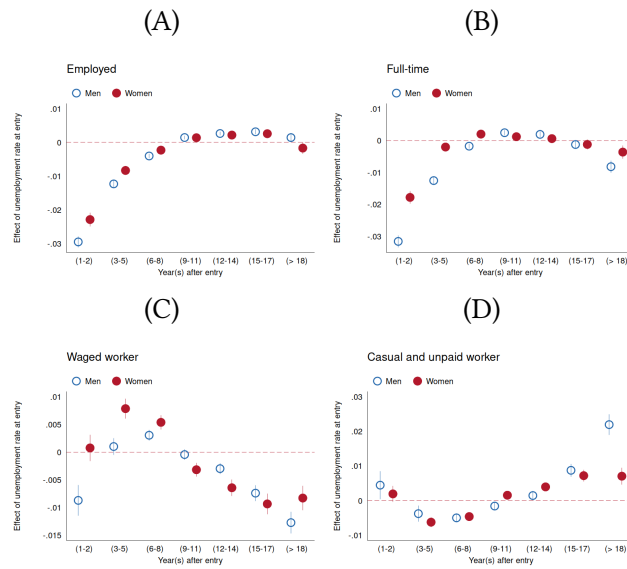 (A)
Employed
Men Women
Effect of unemployment rate at entry
.01
0
-.01
-.02
-.03
(1-2) (3-5) (6-8) (9-11) (12-14) (15-17) (> 18)
Year(s) after entry
(B)
Full-time
Men Women
Effect of unemployment rate at entry
.01
0
-.01
-.02
-.03
(1-2) (3-5) (6-8) (9-11) (12-14) (15-17) (> 18)
Year(s) after entry
(C)
Waged worker
Men Women
Effect of unemployment rate at entry
.01
.005
0
-.005
-.01
-.015
(1-2) (3-5) (6-8) (9-11) (12-14) (15-17) (> 18)
Year(s) after entry
(D)
Casual and unpaid worker
Men Women
Effect of unemployment rate at entry
.03
.02
.01
0
-.01
(1-2) (3-5) (6-8) (9-11) (12-14) (15-17) (> 18)
Year(s) after entry